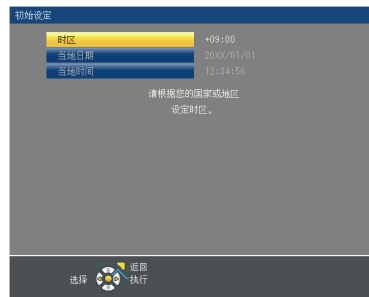 初始设定
时区 +09:00
当地日期 20XX/01/01
当地时间 12:34:56
请根据您的国家或地区
设定时区。
返回
选择 执行